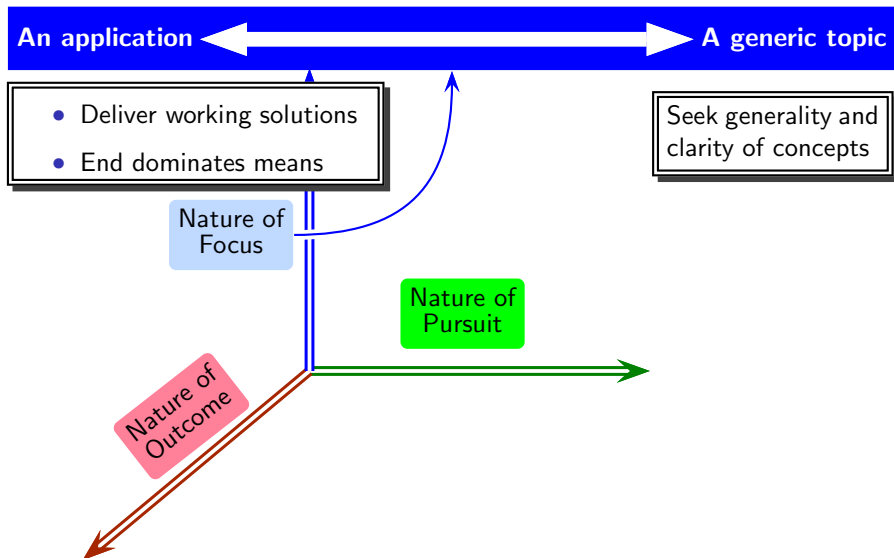 An application
A generic topic
• Deliver working solutions
• End dominates means
Seek generality and
clarity of concepts
Nature of
Focus
Nature of
Pursuit
Nature of
Outcome